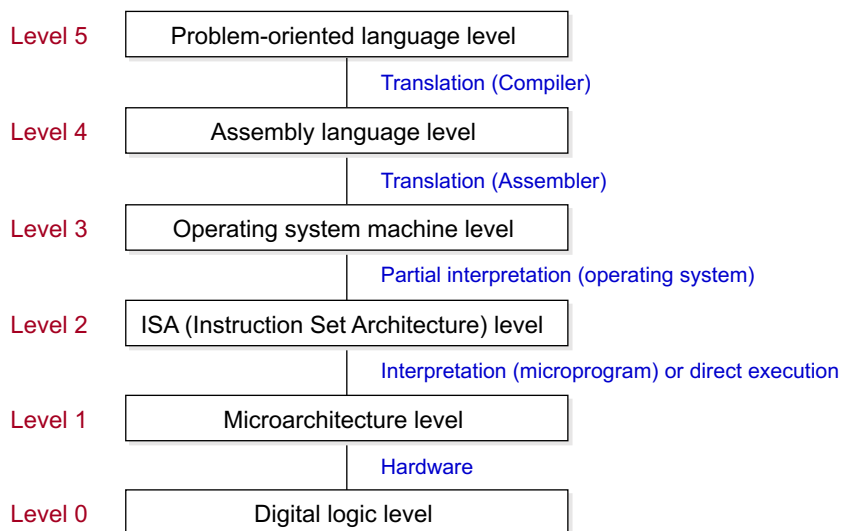 Level 5 Problem-oriented language level
Translation (Compiler)
Level 4 Assembly language level
Translation (Assembler)
Level 3 Operating system machine level
Partial interpretation (operating system)
Level 2 ISA (Instruction Set Architecture) level
Interpretation (microprogram) or direct execution
Level 1 Microarchitecture level
Hardware
Level 0 Digital logic level